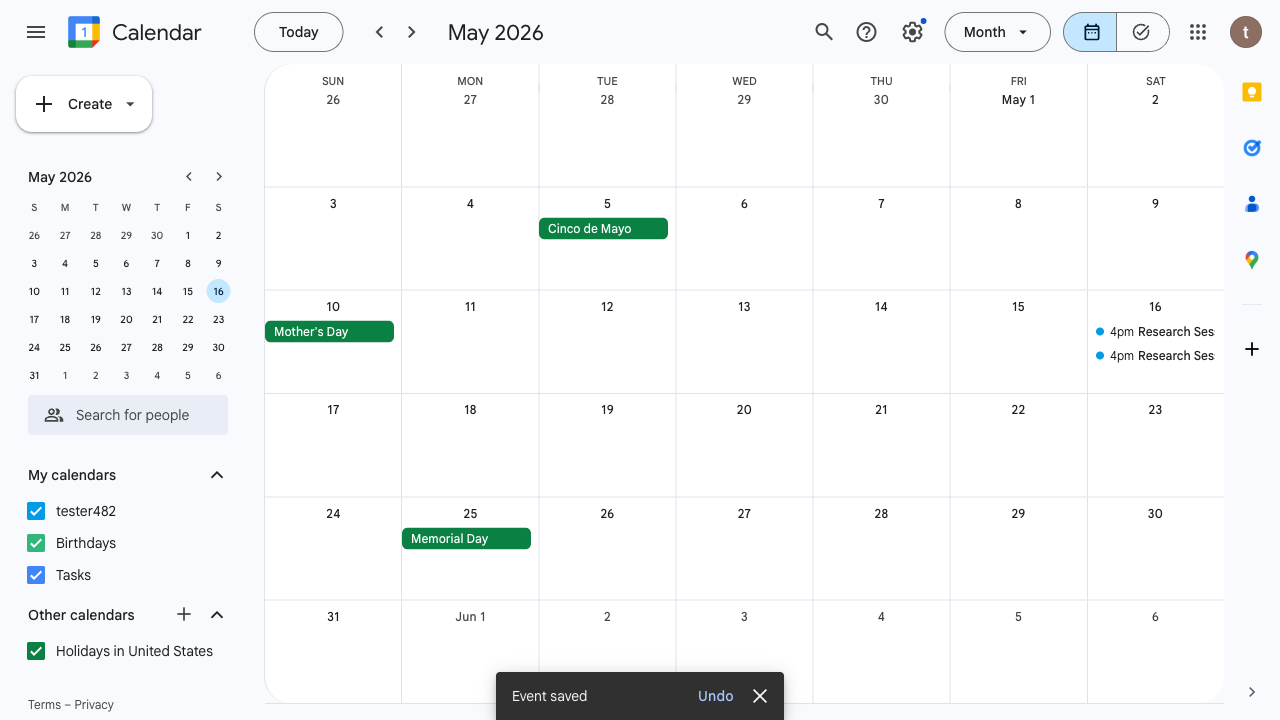 1
Calendar
Today
May 2026
Month
t
Create
May 2026
S M T W T F S
26 27 28 29 30 1 2
3 4 5 6 7 8 9
10 11 12 13 14 15 16
17 18 19 20 21 22 23
24 25 26 27 28 29 30
31 1 2 3 4 5 6
Search for people
My calendars
tester482
Birthdays
Tasks
Other calendars
Holidays in United States
Terms – Privacy
SUN MON TUE WED THU FRI SAT
26 27 28 29 30 May 1 2
3 4 5 6 7 8 9
Cinco de Mayo
10 11 12 13 14 15 16
Mother's Day
4pm Research Ses
4pm Research Ses
17 18 19 20 21 22 23
24 25 26 27 28 29 30
Memorial Day
31 Jun 1 2 3 4 5 6
Event saved Undo